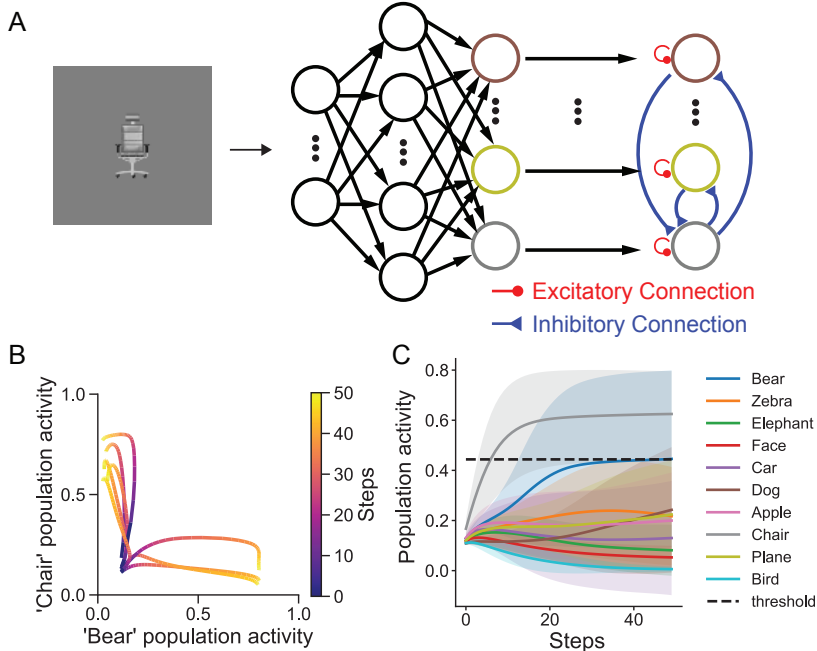 A
Excitatory Connection
Inhibitory Connection
B
1.0
0.5
0.0
'Chair' population activity
0.0
0.5
1.0
'Bear' population activity
50
40
30
20
10
0
Steps
C
0.8
0.6
0.4
0.2
0.0
Population activity
0
20
40
Steps
Bear
Zebra
Elephant
Face
Car
Dog
Apple
Chair
Plane
Bird
threshold